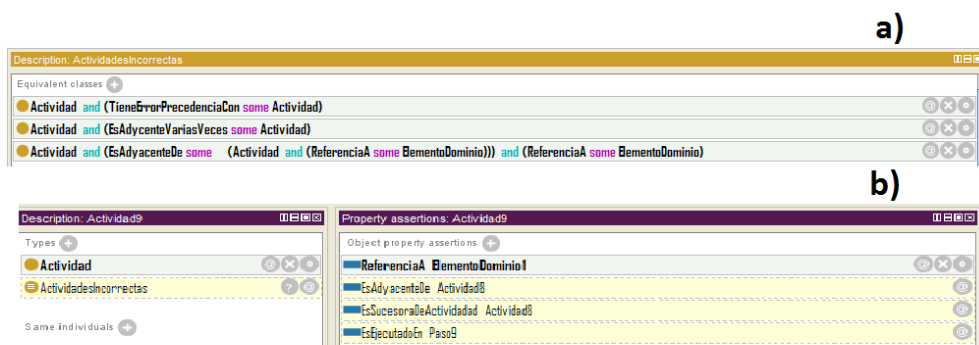 a)
Description: ActividadesIncorrectas
Equivalent classes
Actividad and (TieneErrorPrecedenciaCon some Actividad)
Actividad and (EsAdycenteVariasVeces some Actividad)
Actividad and (EsAdyacenteDe some (Actividad and (ReferenciaA some ElementoDominio))) and (ReferenciaA some ElementoDominio)
b)
Description: Actividad9
Types
Actividad
ActividadesIncorrectas
Same individuals
Property assertions: Actividad9
Object property assertions
ReferenciaA ElementoDominio1
EsAdyacenteDe Actividad8
EsSucesoraDeActividadad Actividad8
EsEjecutadoEn Paso9